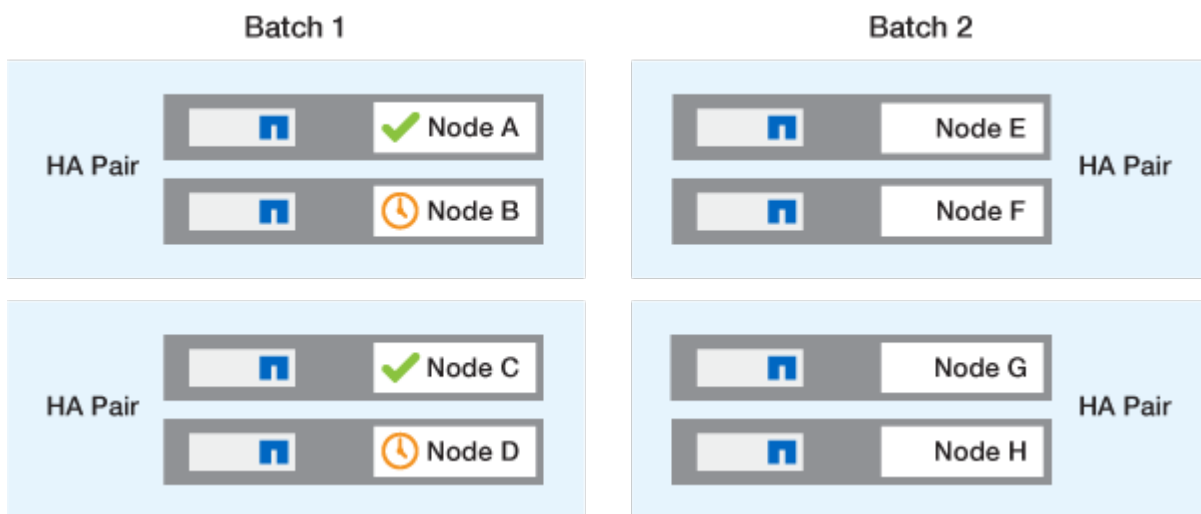 Batch 1
Batch 2
HA Pair
Node A
Node B
Node E
Node F
HA Pair
HA Pair
Node C
Node D
Node G
Node H
HA Pair